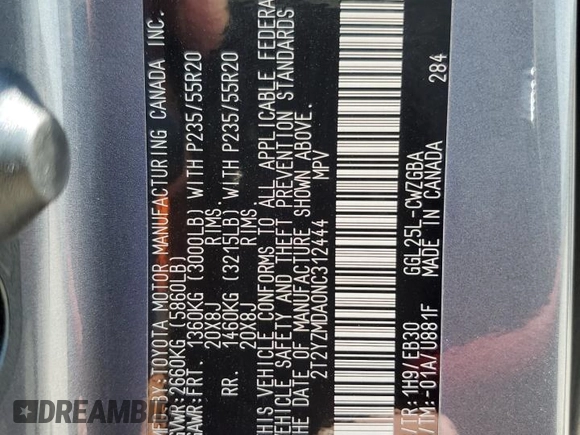 MFD BY:TOYOTA MOTOR MANUFACTURING CANADA INC.
GVWR:2660KG (5860LB)
GAWR:FRT. 1360KG (3000LB) WITH P235/55R20
20X8J RIMS.
RR. 1460KG (3215LB) WITH P235/55R20
20X8J RIMS.
THIS VEHICLE CONFORMS TO ALL APPLICABLE FEDERAL
VEHICLE SAFETY AND THEFT PREVENTION STANDARDS
THE DATE OF MANUFACTURE SHOWN ABOVE.
2T2YZMDA0NC312444 MPV
C/TR: 1H9/EB30 GGL25L-CWZGBA
A/TM:-01A/U881F MADE IN CANADA 284
DREAMBID